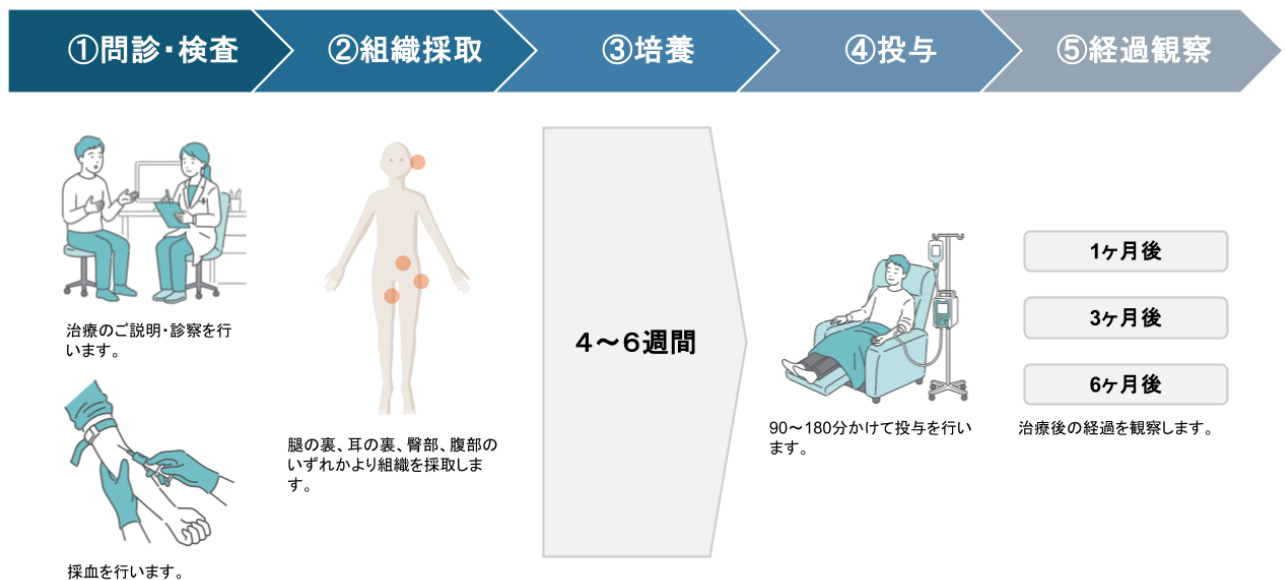 ①問診・検査
②組織採取
③培養
④投与
⑤経過観察
治療のご説明・診察を行
います。
採血を行います。
腿の裏、耳の裏、臀部、腹部の
いずれかより組織を採取しま
す。
4～6週間
90～180分かけて投与を行い
ます。
1ヶ月後
3ヶ月後
6ヶ月後
治療後の経過を観察します。